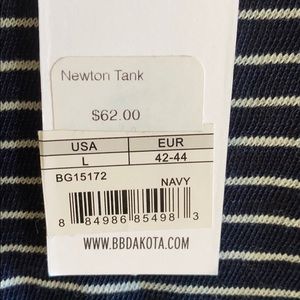 Newton Tank
$62.00
USA EUR
L 42-44
BG15172
NAVY
8 84986 85498 3
WWW.BBDAKOTA.COM